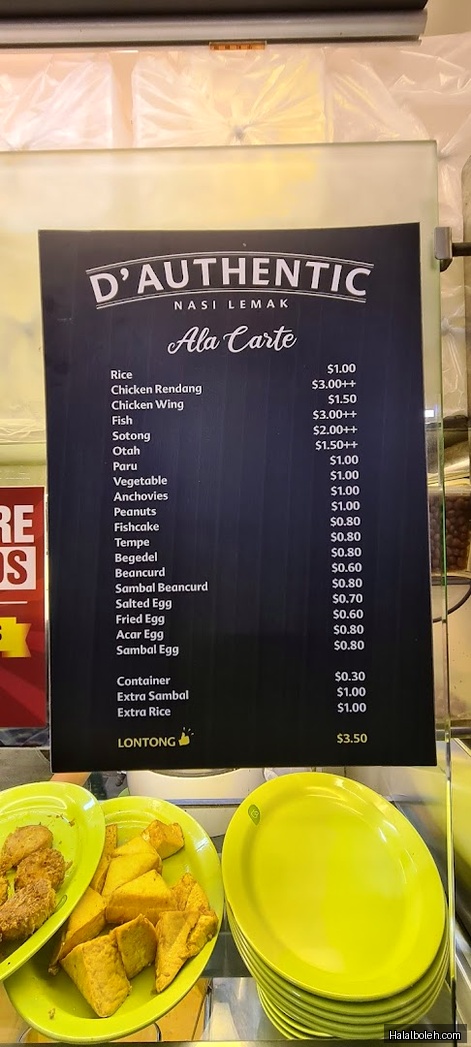 D'AUTHENTIC
NASI LEMAK
Ala Carte
Rice $1.00
Chicken Rendang $3.00++
Chicken Wing $1.50
Fish $3.00++
Sotong $2.00++
Otah $1.50++
Paru $1.00
Vegetable $1.00
Anchovies $1.00
Peanuts $1.00
Fishcake $0.80
Tempe $0.80
Begedel $0.80
Beancurd $0.60
Sambal Beancurd $0.80
Salted Egg $0.70
Fried Egg $0.60
Acar Egg $0.80
Sambal Egg $0.80
Container $0.30
Extra Sambal $1.00
Extra Rice $1.00
LONTONG $3.50
Halalboleh.com